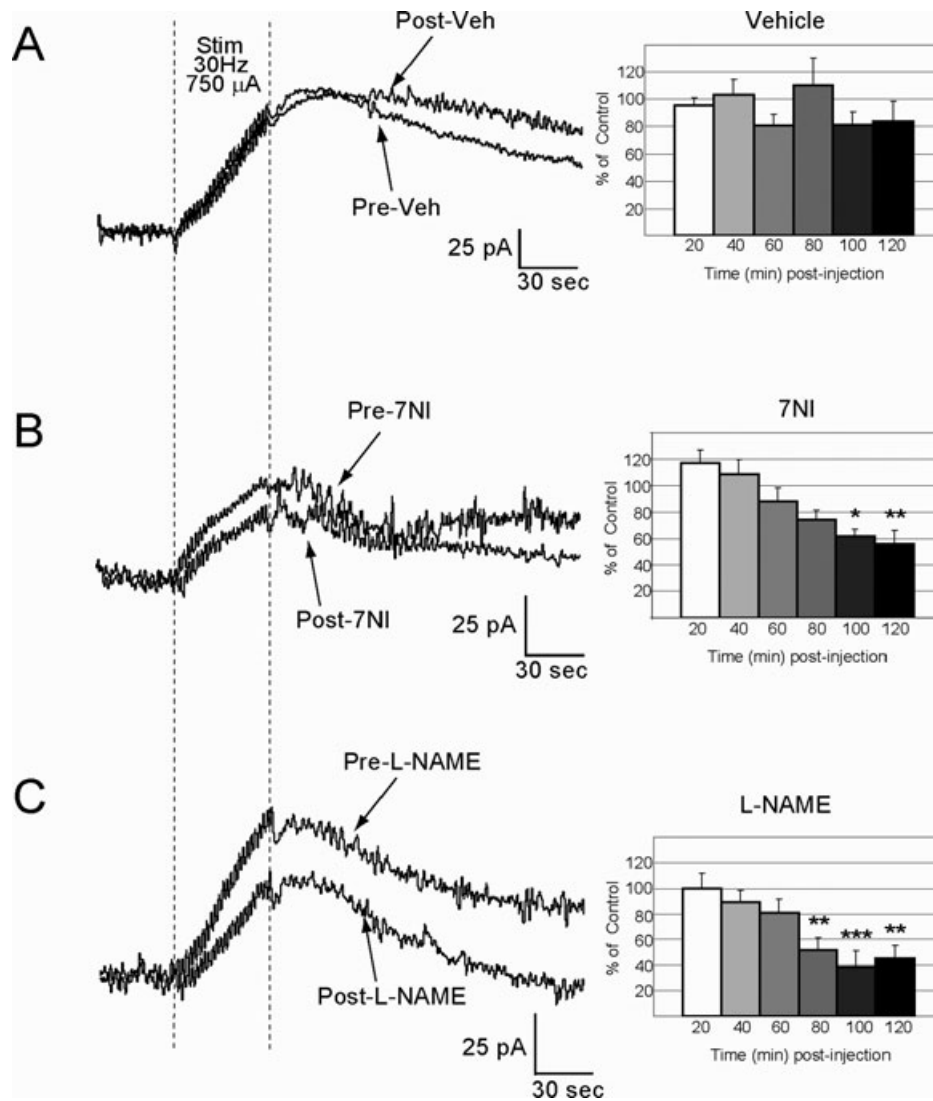 A
Stim
30Hz
750 µA
Post-Veh
Pre-Veh
25 pA
30 sec
Vehicle
% of Control
120
100
80
60
40
20
20 40 60 80 100 120
Time (min) post-injection
B
Pre-7NI
Post-7NI
25 pA
30 sec
7NI
% of Control
120
100
80
60
40
20
* **
20 40 60 80 100 120
Time (min) post-injection
C
Pre-L-NAME
Post-L-NAME
25 pA
30 sec
L-NAME
% of Control
120
100
80
60
40
20
** *** **
20 40 60 80 100 120
Time (min) post-injection